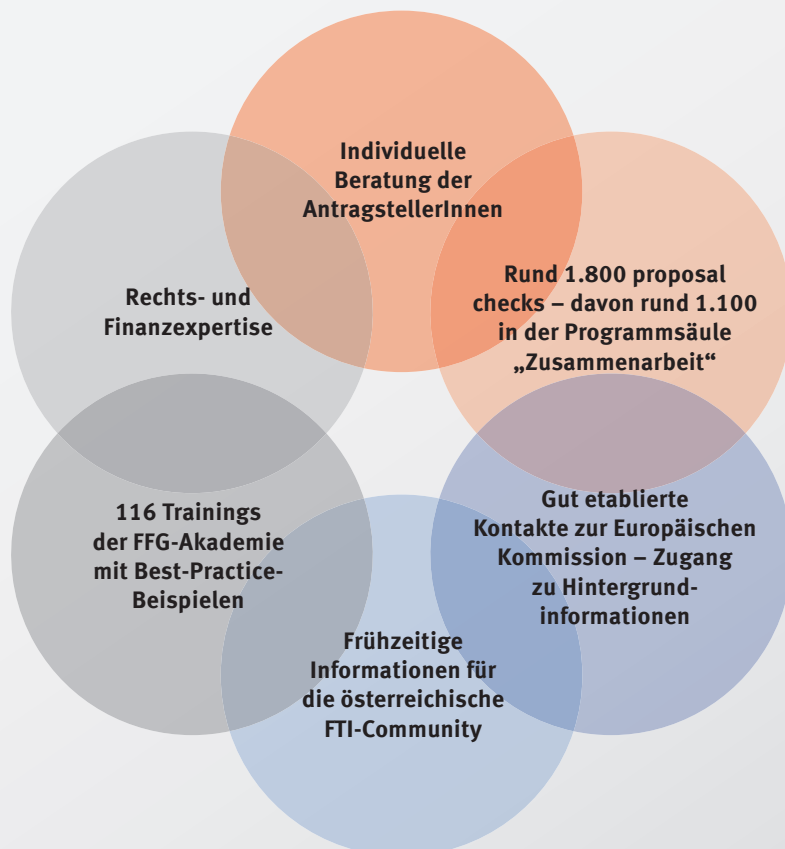 Individuelle
Beratung der
AntragstellerInnen
Rund 1.800 proposal
checks – davon rund 1.100
in der Programmsäule
„Zusammenarbeit“
Gut etablierte
Kontakte zur Europäischen
Kommission – Zugang
zu Hintergrund-
informationen
Frühzeitige
Informationen für
die österreichische
FTI-Community
116 Trainings
der FFG-Akademie
mit Best-Practice-
Beispielen
Rechts- und
Finanzexpertise